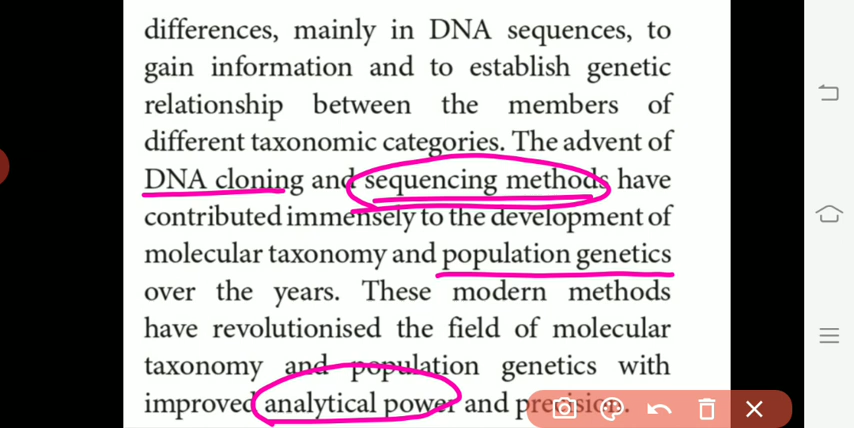 differences, mainly in DNA sequences, to
gain information and to establish genetic
relationship between the members of
different taxonomic categories. The advent of
DNA cloning and sequencing methods have
contributed immensely to the development of
molecular taxonomy and population genetics
over the years. These modern methods
have revolutionised the field of molecular
taxonomy and population genetics with
improved analytical power and precision.